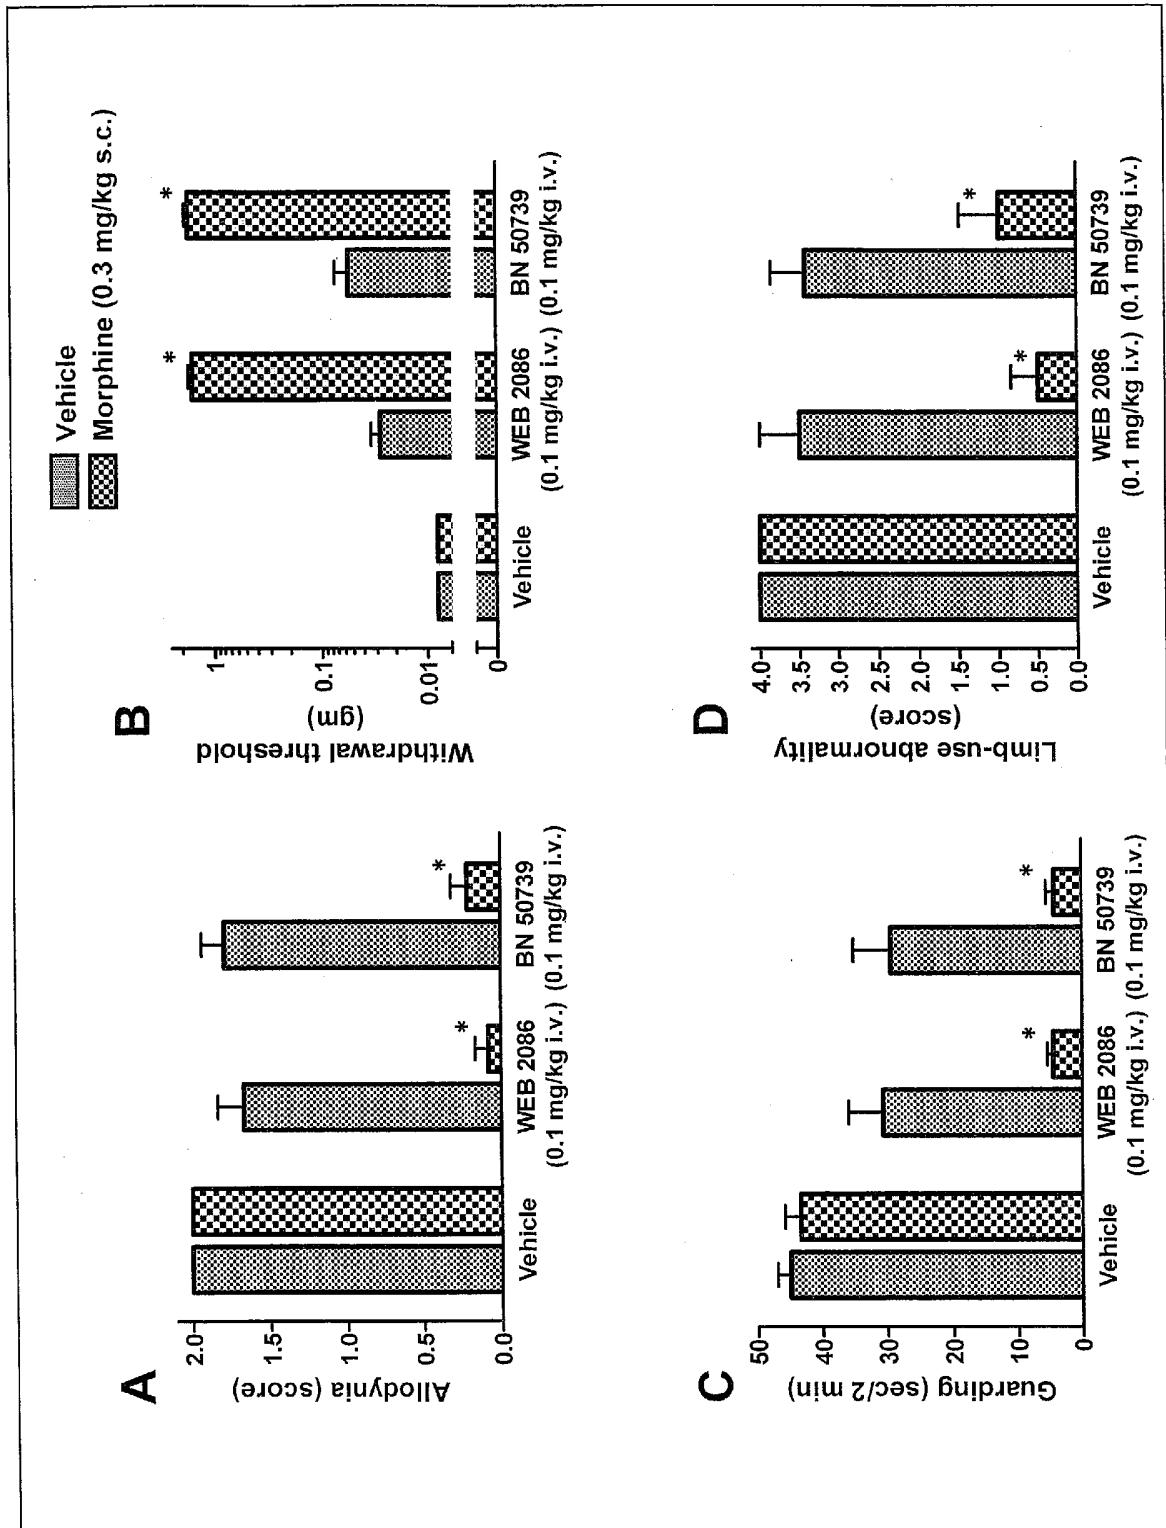 Vehicle
Morphine (0.3 mg/kg s.c.)
A
Allodynia (score)
2.0
1.5
1.0
0.5
0.0
Vehicle
WEB 2086
(0.1 mg/kg i.v.)
BN 50739
(0.1 mg/kg i.v.)
*
*
B
Withdrawal threshold
(gm)
1
0.1
0.01
0
Vehicle
WEB 2086
(0.1 mg/kg i.v.)
BN 50739
(0.1 mg/kg i.v.)
*
*
C
Guarding (sec/2 min)
50
40
30
20
10
0
Vehicle
WEB 2086
(0.1 mg/kg i.v.)
BN 50739
(0.1 mg/kg i.v.)
*
*
D
Limb-use abnormality
(score)
4.0
3.5
3.0
2.5
2.0
1.5
1.0
0.5
0.0
Vehicle
WEB 2086
(0.1 mg/kg i.v.)
BN 50739
(0.1 mg/kg i.v.)
*
*